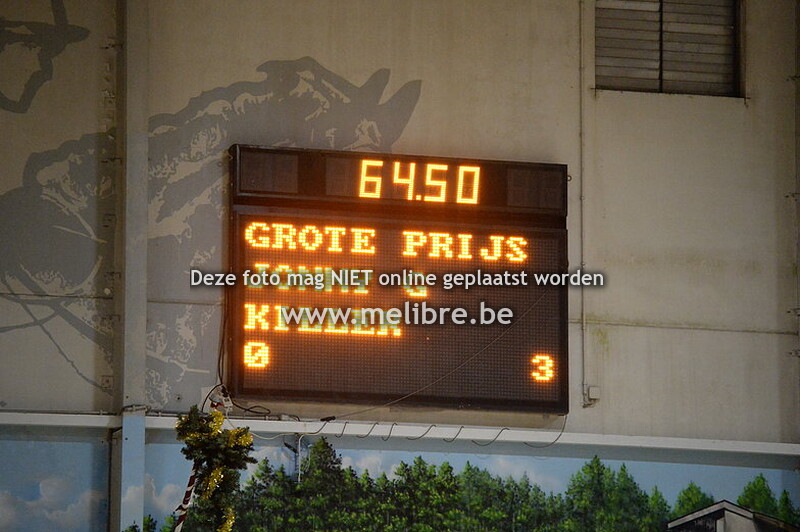 64.50
GROTE PRIJS
Deze foto mag NIET online geplaatst worden
www.melibre.be
0 3